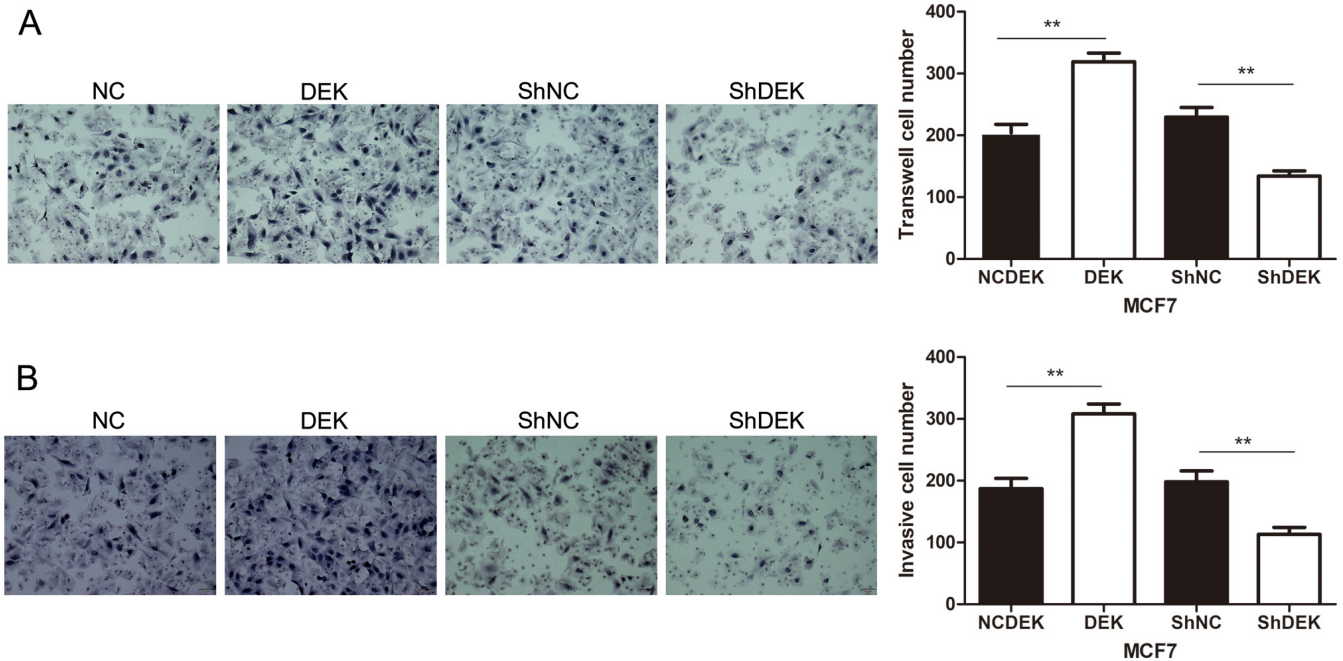 A
NC DEK ShNC ShDEK
Transwell cell number
400
300
200
100
0
**
**
NCDEK DEK ShNC ShDEK
MCF7
B
NC DEK ShNC ShDEK
Invasive cell number
400
300
200
100
0
**
**
NCDEK DEK ShNC ShDEK
MCF7